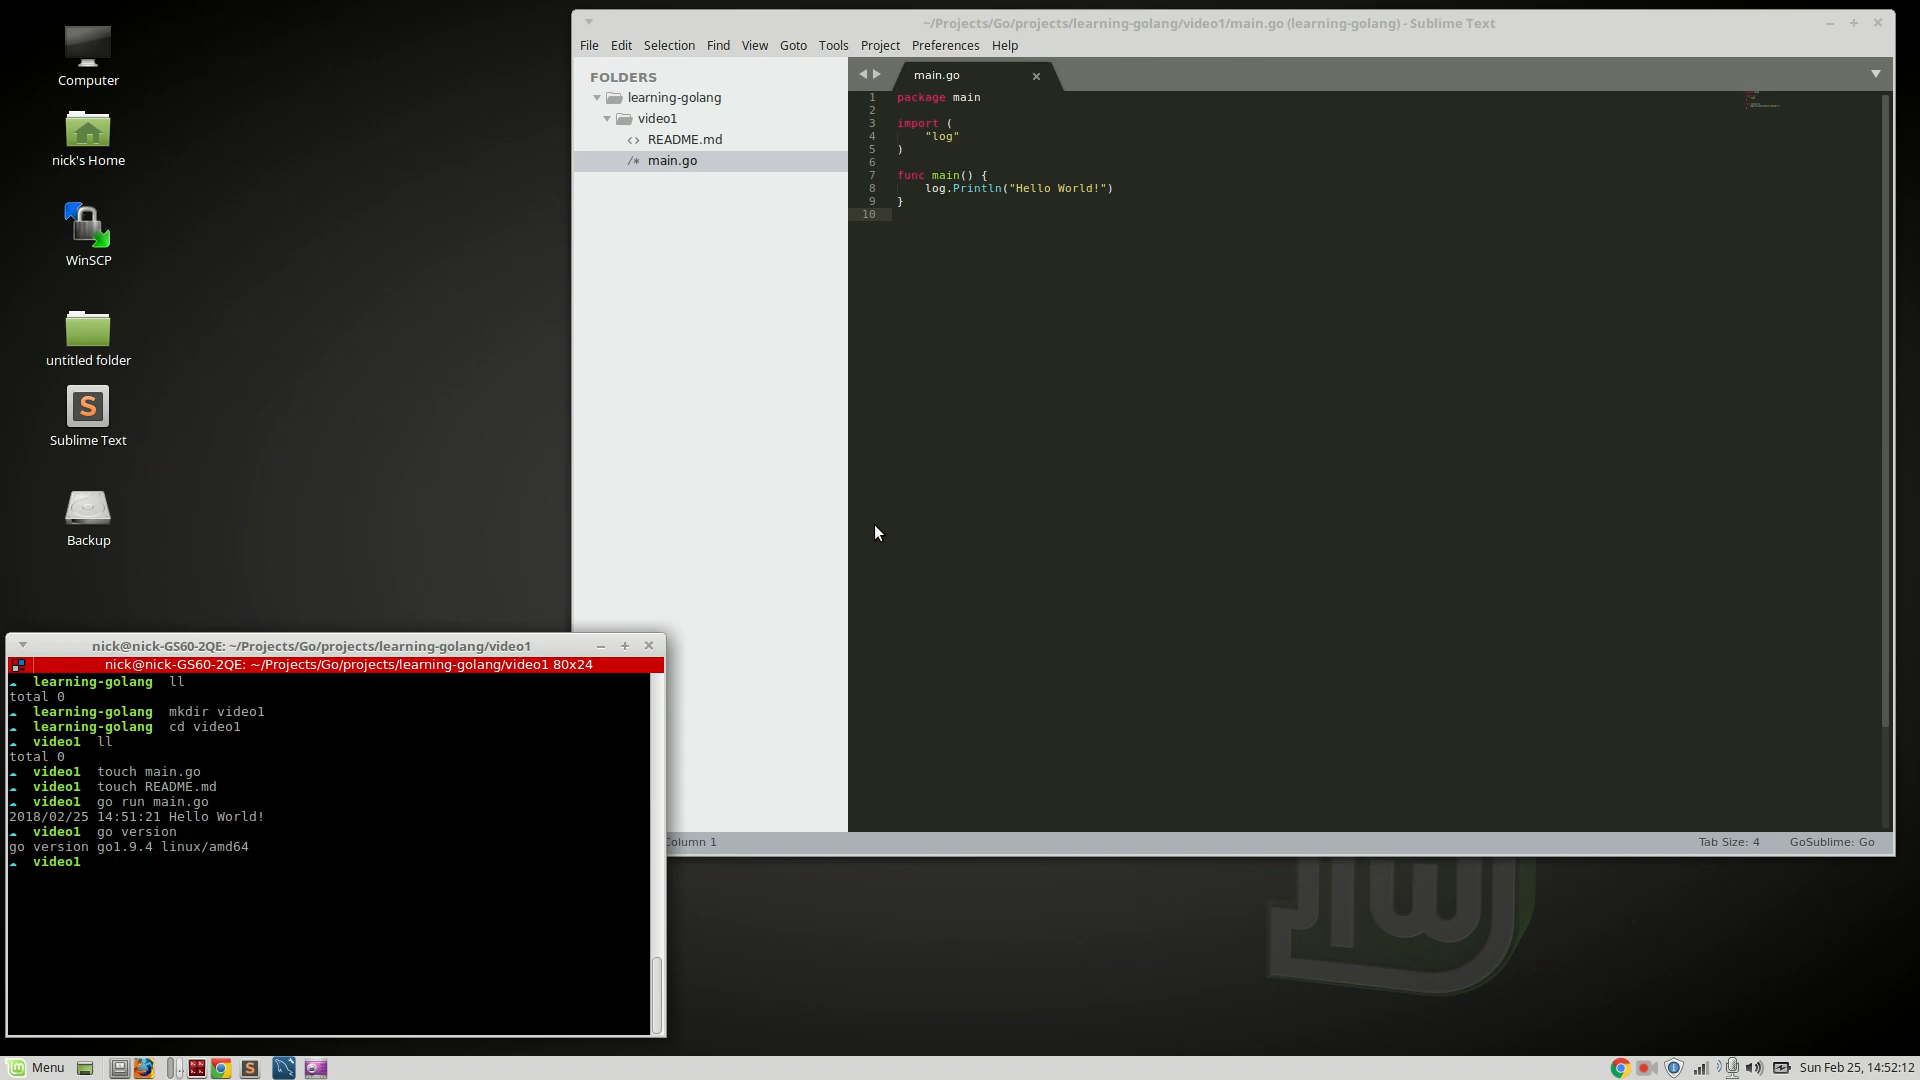 Computer
nick's Home
WinSCP
untitled folder
Sublime Text
Backup
~/Projects/Go/projects/learning-golang/video1/main.go (learning-golang) - Sublime Text
File Edit Selection Find View Goto Tools Project Preferences Help
FOLDERS
learning-golang
video1
<> README.md
/* main.go
main.go
1 package main
2
3 import (
4 "log"
5 )
6
7 func main() {
8 log.Println("Hello World!")
9 }
10
Column 1
Tab Size: 4 GoSublime: Go
nick@nick-GS60-2QE: ~/Projects/Go/projects/learning-golang/video1
nick@nick-GS60-2QE: ~/Projects/Go/projects/learning-golang/video1 80x24
learning-golang ll
total 0
learning-golang mkdir video1
learning-golang cd video1
video1 ll
total 0
video1 touch main.go
video1 touch README.md
video1 go run main.go
2018/02/25 14:51:21 Hello World!
video1 go version
go version go1.9.4 linux/amd64
video1
Menu
Sun Feb 25, 14:52:12